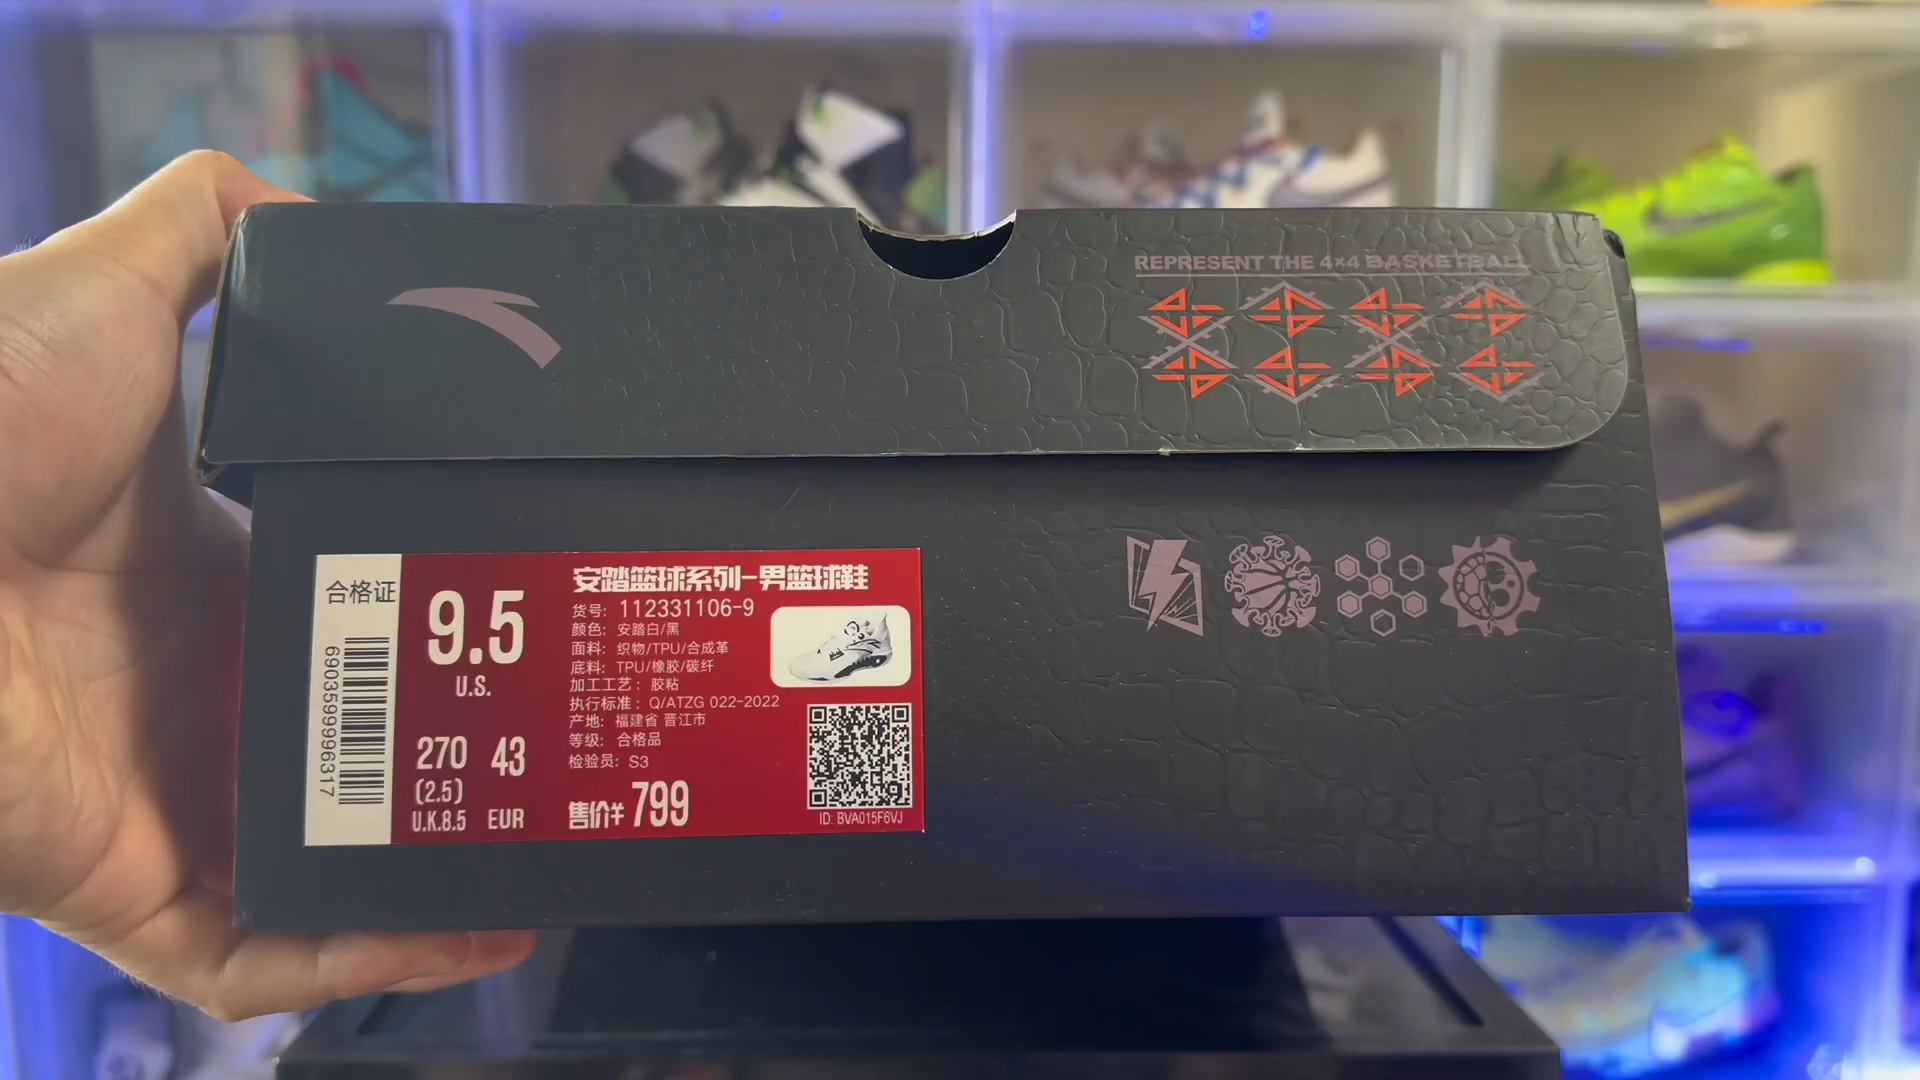 REPRESENT THE 4×4 BASKETBALL
合格证
6903599996317
9.5
U.S.
270
(2.5)
U.K.8.5
43
EUR
安踏篮球系列-男篮球鞋
货号: 112331106-9
颜色: 安踏白/黑
面料: 织物/TPU/合成革
底料: TPU/橡胶/碳纤
加工工艺: 胶粘
执行标准: Q/ATZG 022-2022
产地: 福建省 晋江市
等级: 合格品
检验员: S3
售价¥ 799
ID: BVA015F6VJ